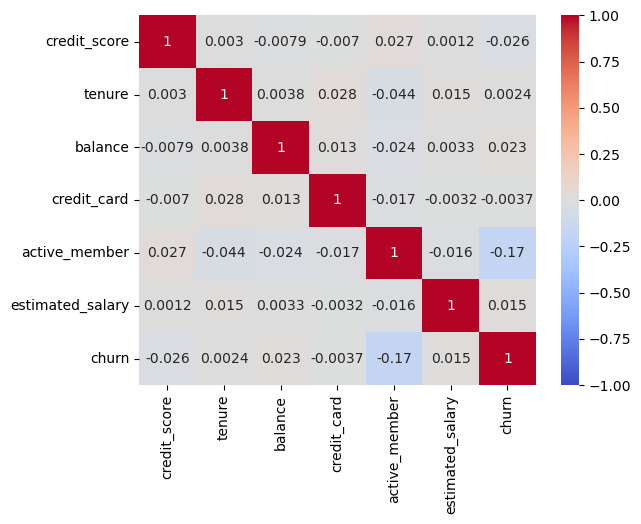 credit_score 1 0.003 -0.0079 -0.007 0.027 0.0012 -0.026
tenure 0.003 1 0.0038 0.028 -0.044 0.015 0.0024
balance -0.0079 0.0038 1 0.013 -0.024 0.0033 0.023
credit_card -0.007 0.028 0.013 1 -0.017 -0.0032 -0.0037
active_member 0.027 -0.044 -0.024 -0.017 1 -0.016 -0.17
estimated_salary 0.0012 0.015 0.0033 -0.0032 -0.016 1 0.015
churn -0.026 0.0024 0.023 -0.0037 -0.17 0.015 1
credit_score
tenure
balance
credit_card
active_member
estimated_salary
churn
1.00
0.75
0.50
0.25
0.00
−0.25
−0.50
−0.75
−1.00